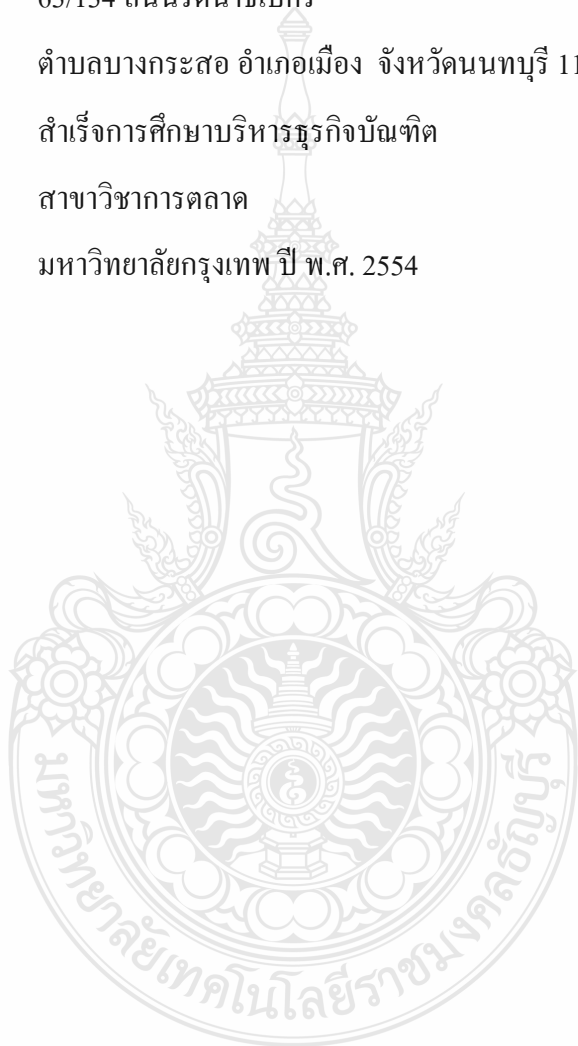 63/134
ตำบลบางกระสอ อำเภอเมือง จังหวัดนนทบุรี 11
สำเร็จการศึกษาบริหารธุรกิจบัณฑิต
สาขาวิชาการตลาด
มหาวิทยาลัยกรุงเทพ ปี พ.ศ. 2554
มหาวิทยาลัยเทคโนโลยีราชมงคลธัญบุรี